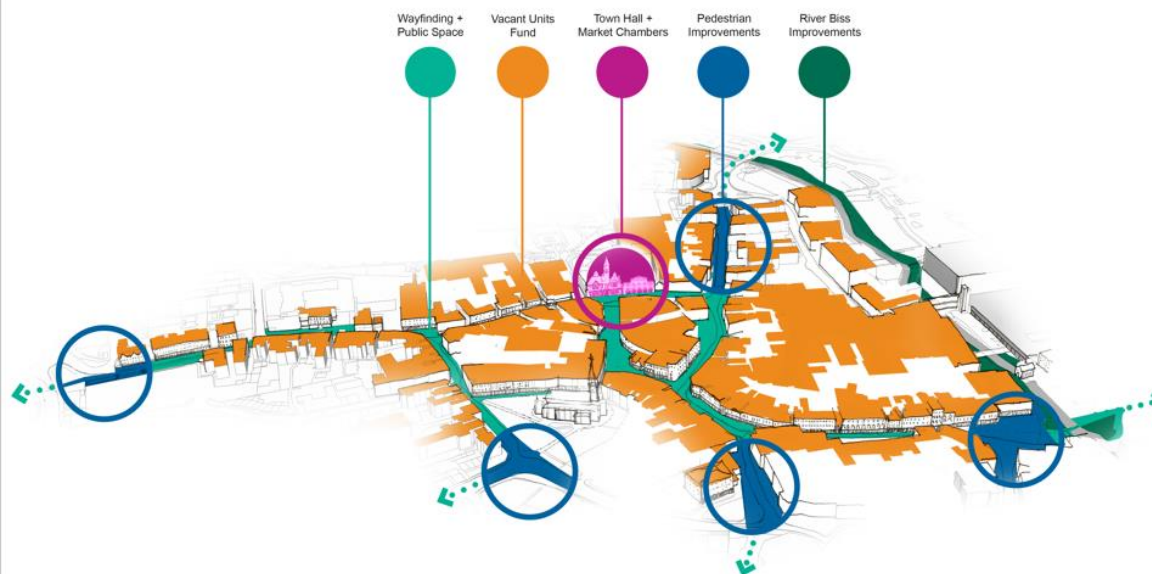 Wayfinding +
Public Space
Vacant Units
Fund
Town Hall +
Market Chambers
Pedestrian
Improvements
River Biss
Improvements